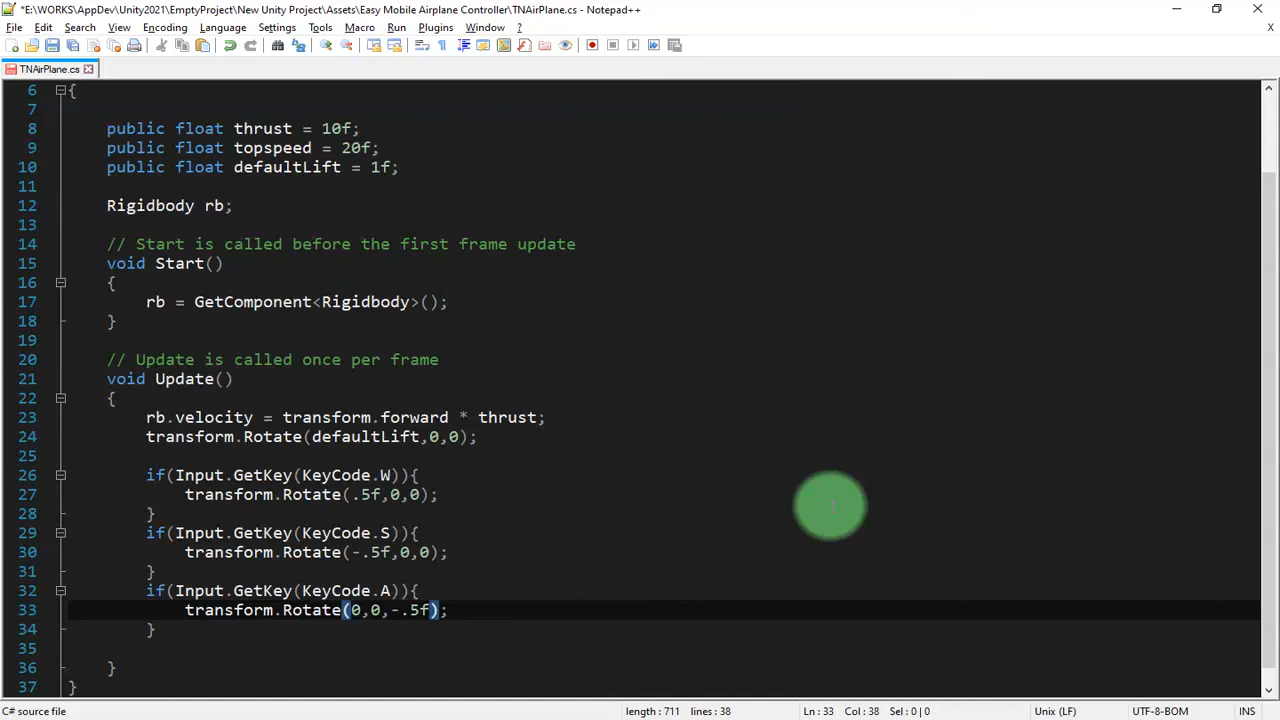 *E:\WORKS\AppDev\Unity2021\EmptyProject\New Unity Project\Assets\Easy Mobile Airplane Controller\TNAirPlane.cs - Notepad++
File Edit Search View Encoding Language Settings Tools Macro Run Plugins Window ?
X
TNAirPlane.cs
6 {
7
8 public float thrust = 10f;
9 public float topspeed = 20f;
10 public float defaultLift = 1f;
11
12 Rigidbody rb;
13
14 // Start is called before the first frame update
15 void Start()
16 {
17 rb = GetComponent<Rigidbody>();
18 }
19
20 // Update is called once per frame
21 void Update()
22 {
23 rb.velocity = transform.forward * thrust;
24 transform.Rotate(defaultLift,0,0);
25
26 if(Input.GetKey(KeyCode.W)){
27 transform.Rotate(.5f,0,0);
28 }
29 if(Input.GetKey(KeyCode.S)){
30 transform.Rotate(-.5f,0,0);
31 }
32 if(Input.GetKey(KeyCode.A)){
33 transform.Rotate(0,0,-.5f);
34 }
35
36 }
37 }
C# source file length : 711 lines : 38 Ln : 33 Col : 38 Sel : 0 | 0 Unix (LF) UTF-8-BOM INS